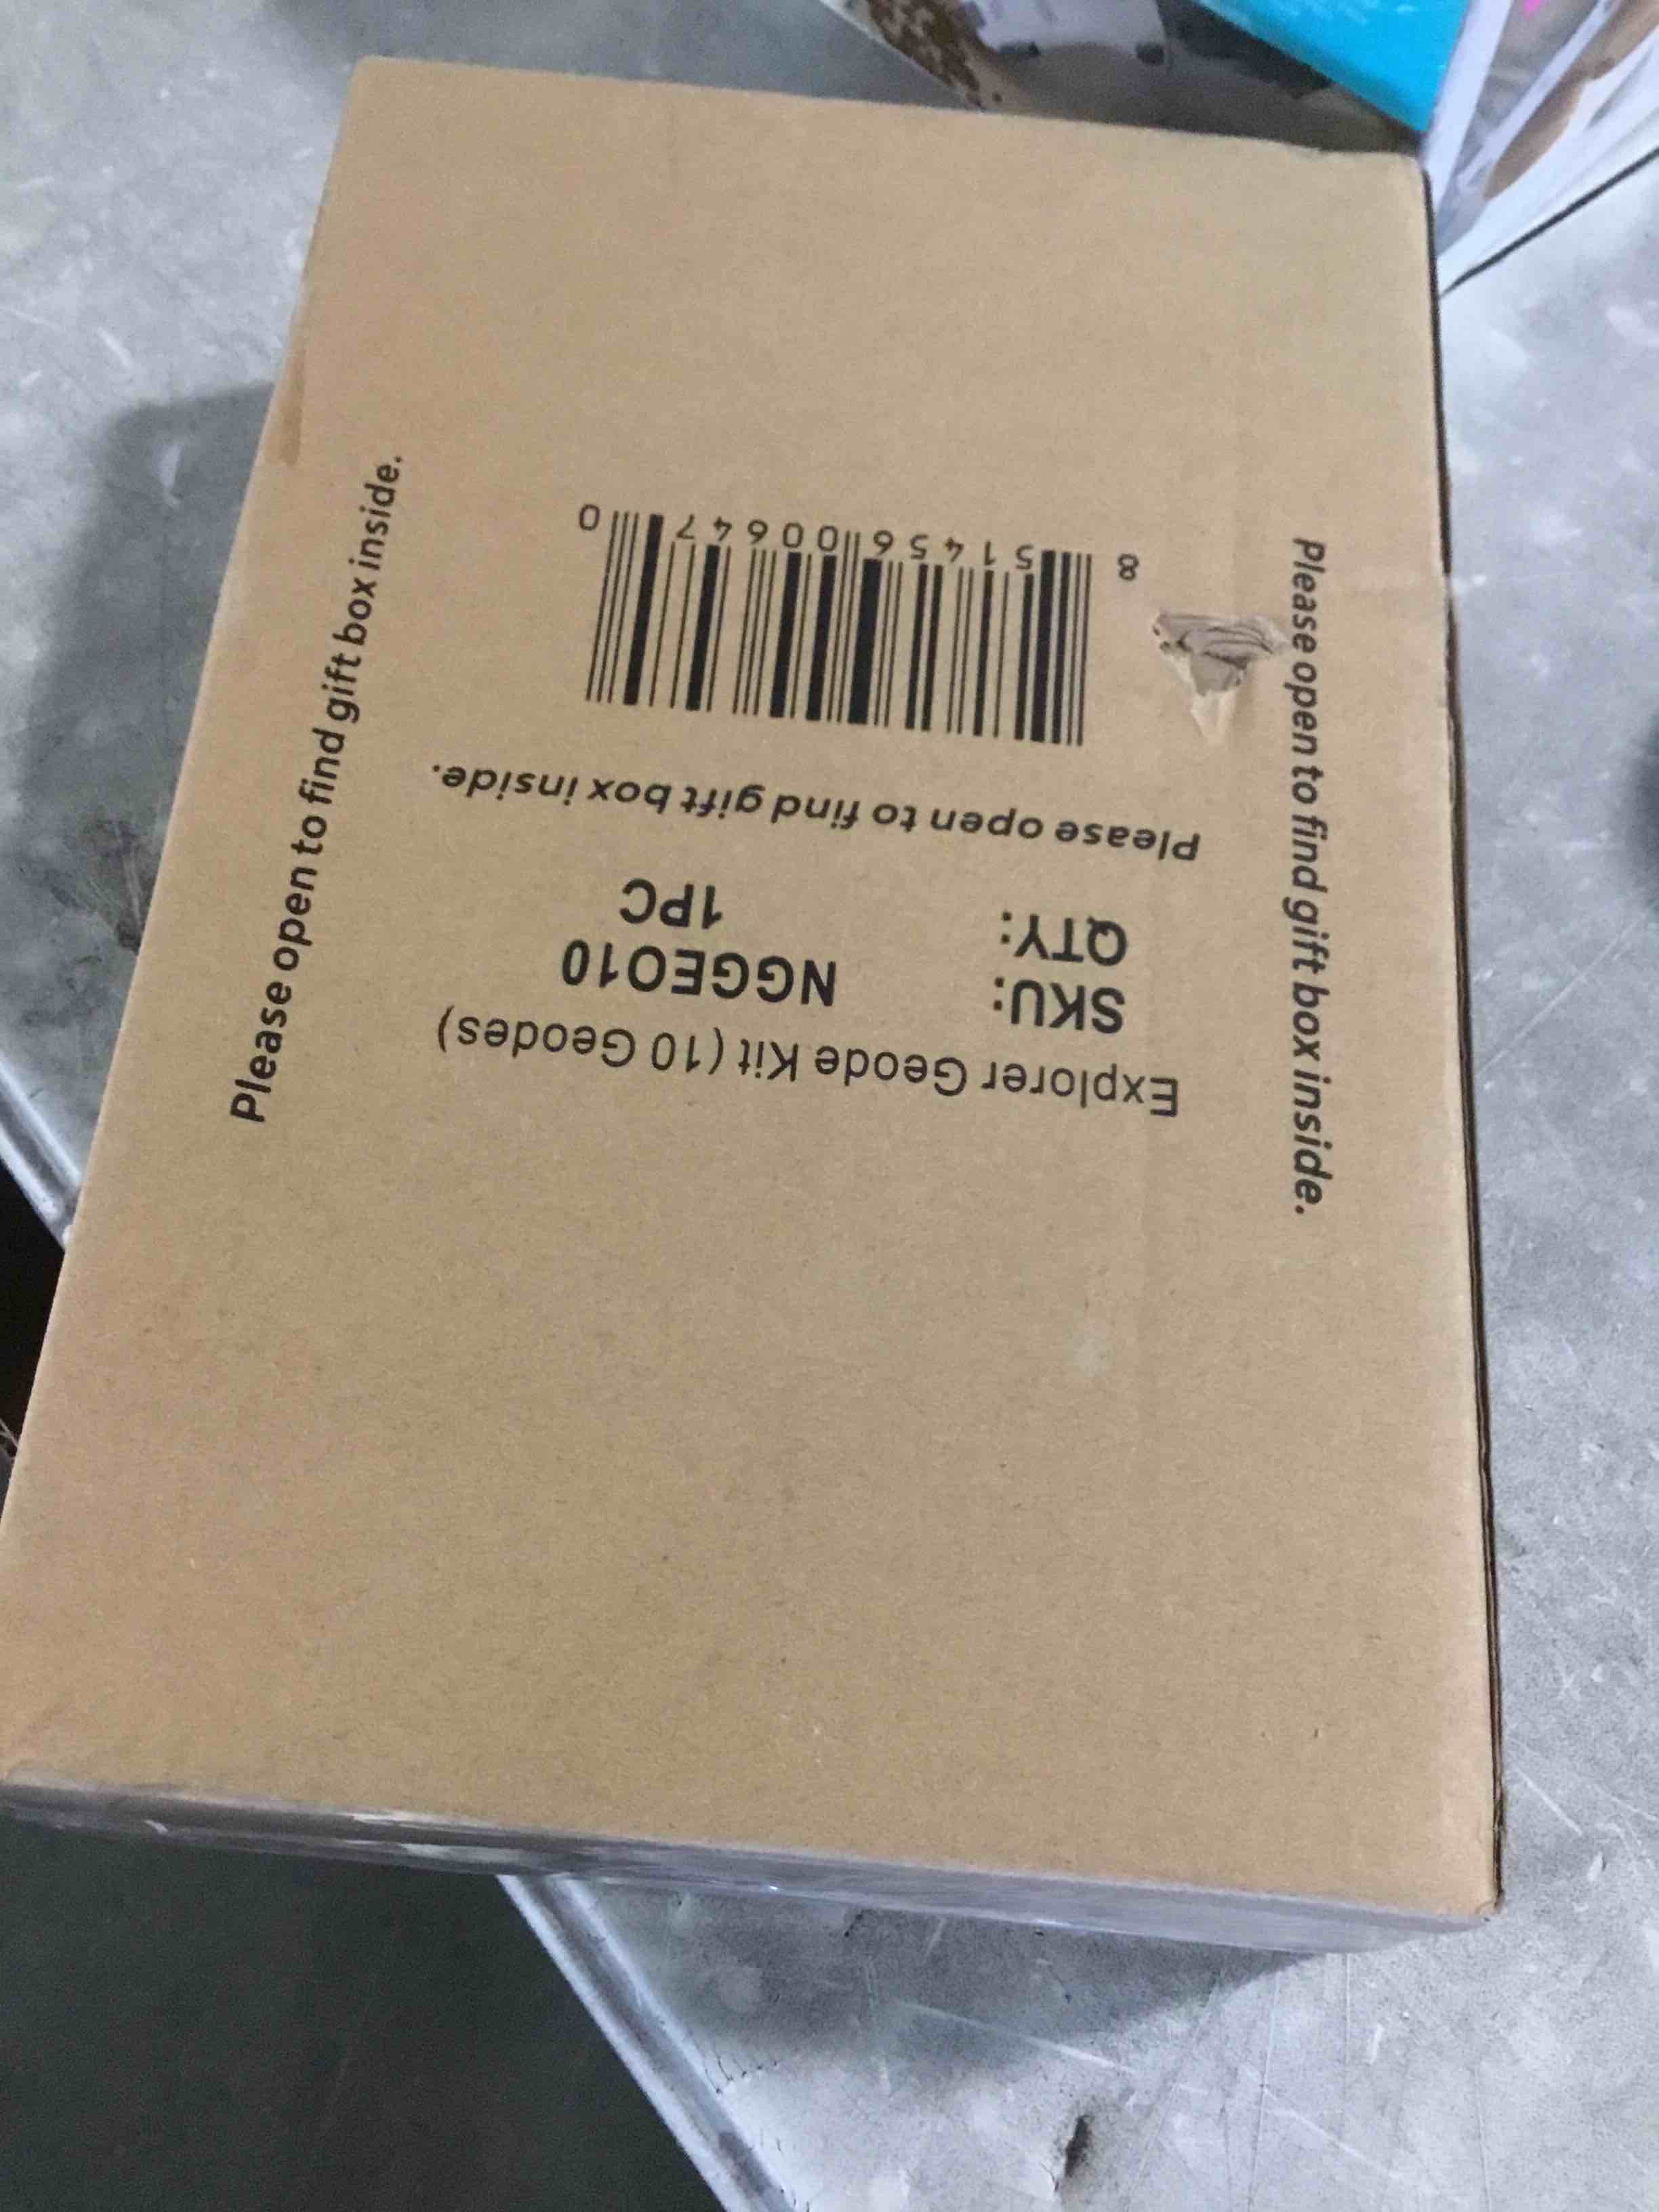 Explorer Geode Kit (10 Geodes)
SKU: NGGEO10
QTY: 1PC
Please open to find gift box inside.
8 51456 00647 0
Please open to find gift box inside.
Please open to find gift box inside.